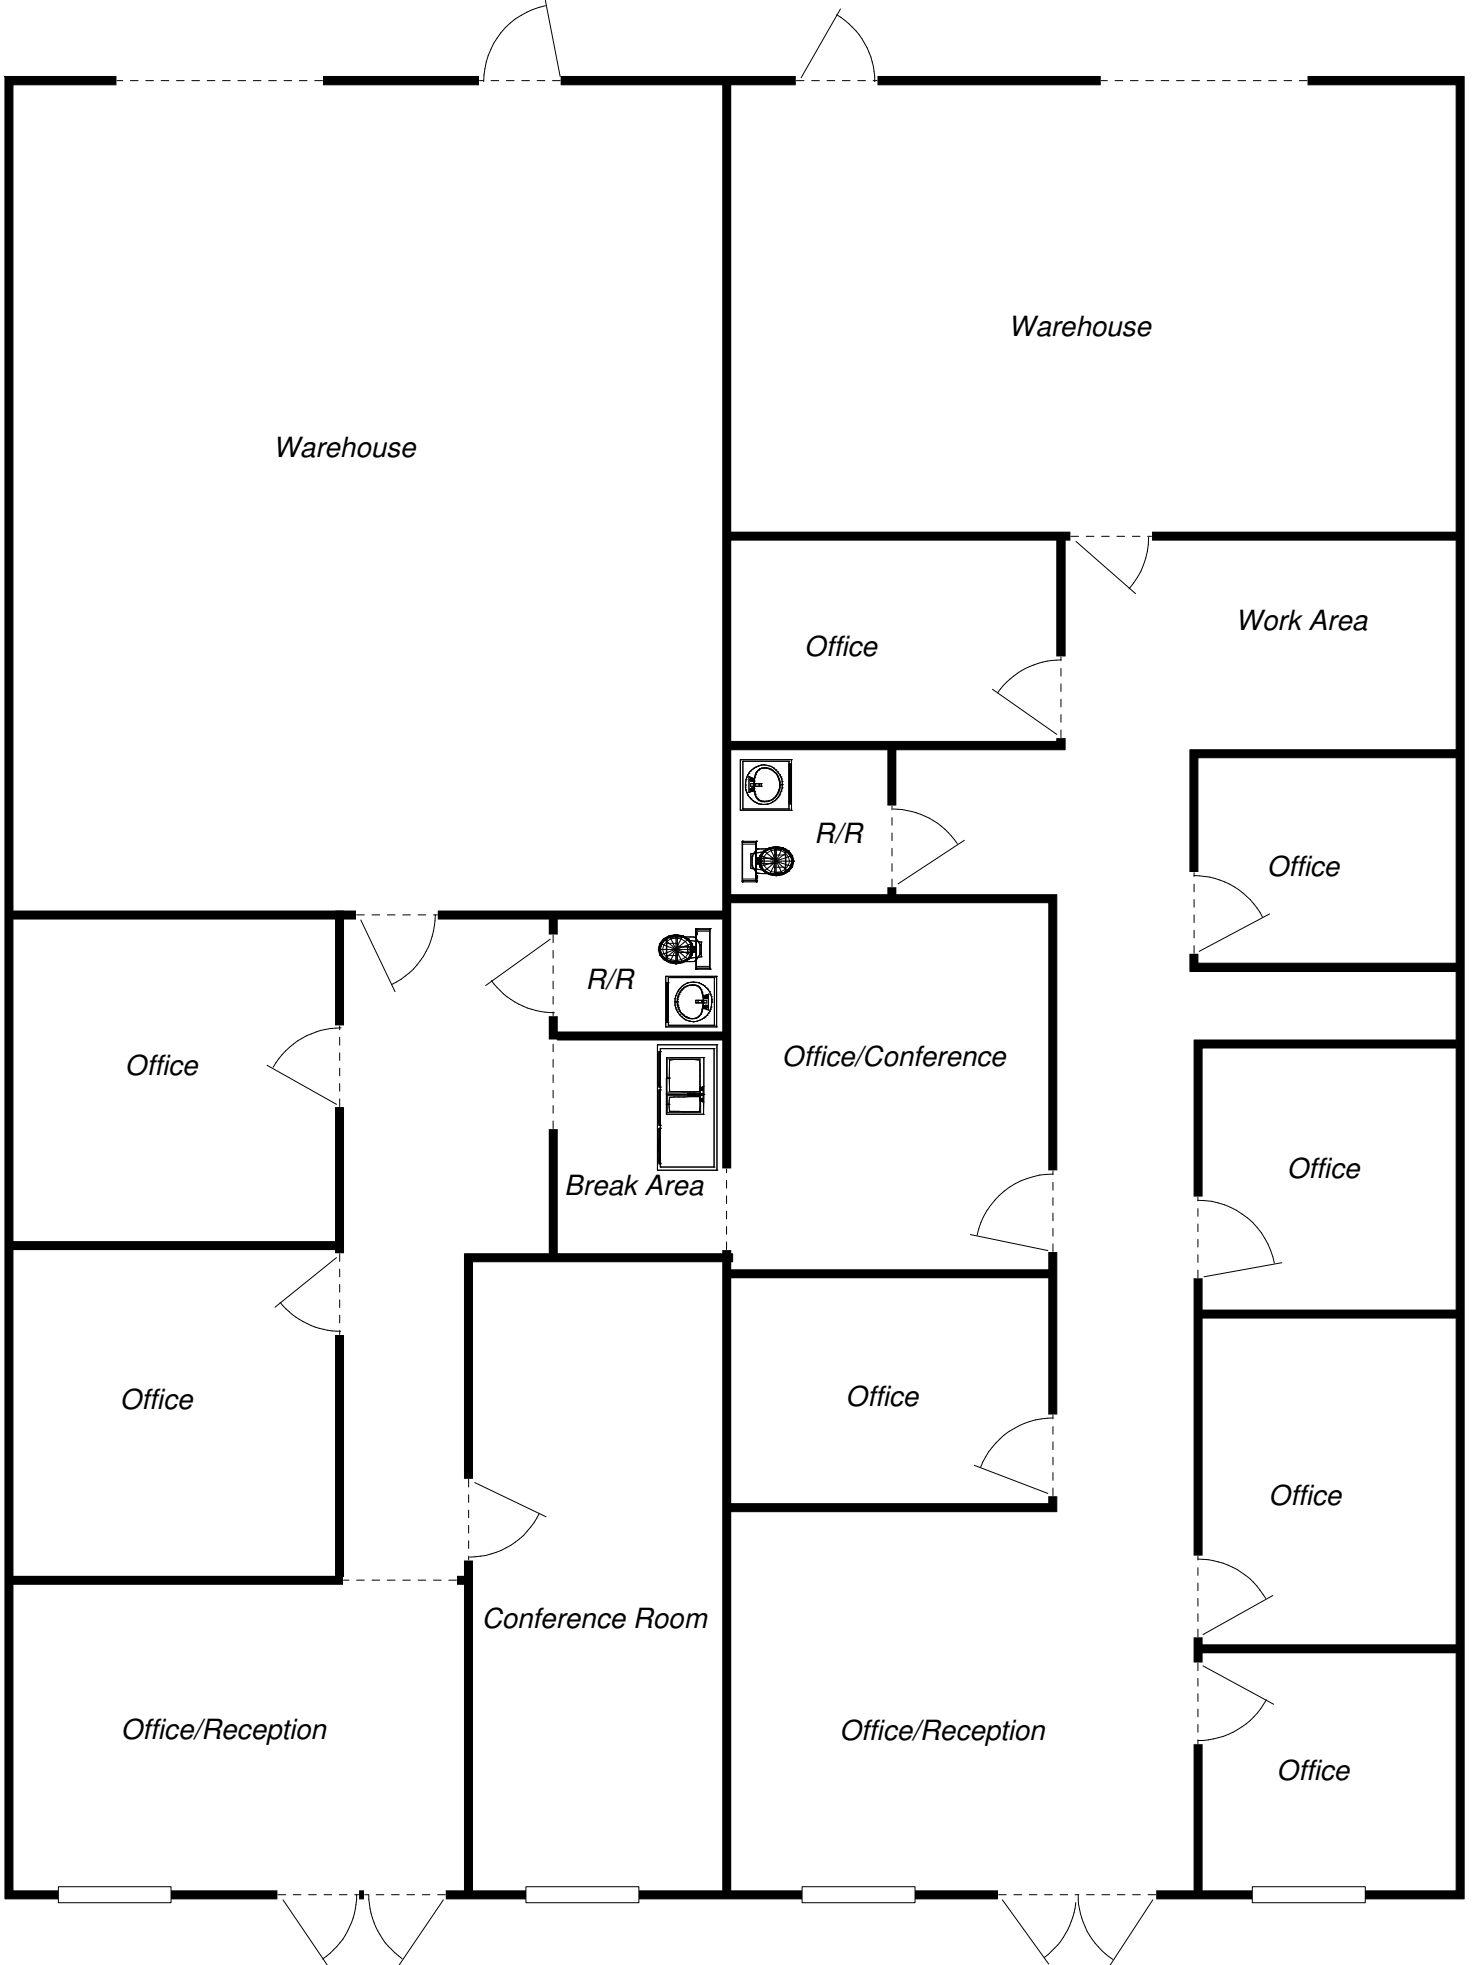 Warehouse
Warehouse
Office
Work Area
R/R
Office
R/R
Office
Office/Conference
Office
Break Area
Office
Office
Office
Conference Room
Office/Reception
Office/Reception
Office